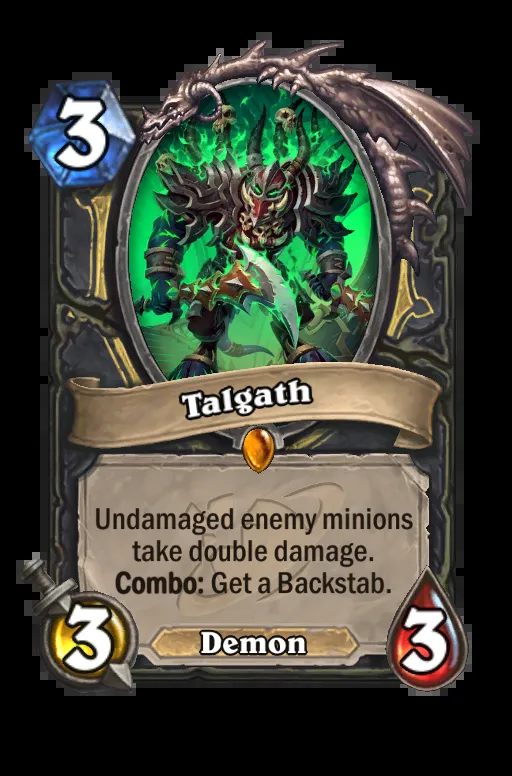 3
Talgath
Undamaged enemy minions
take double damage.
Combo: Get a Backstab.
3
Demon
3